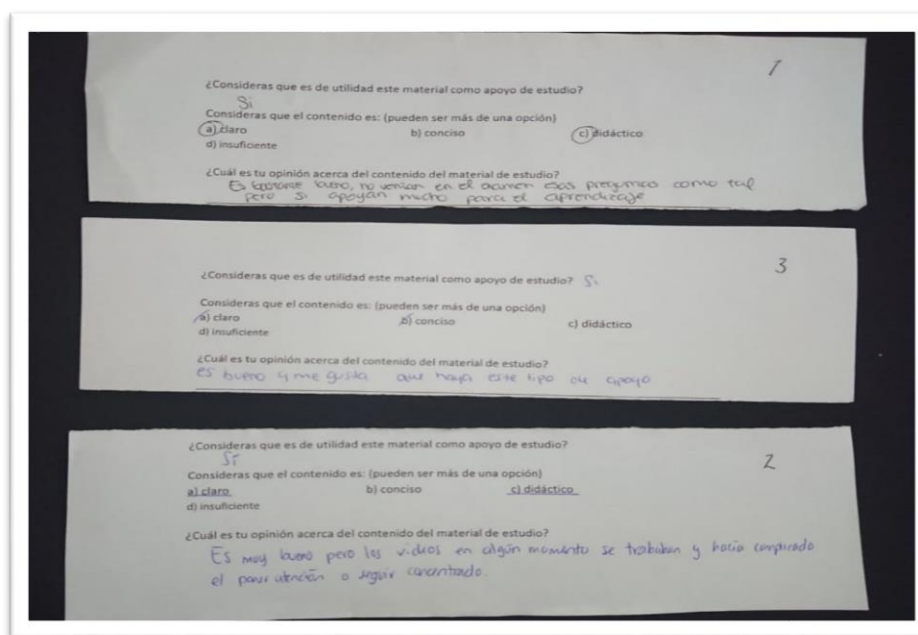 1
¿Consideras que es de utilidad este material como apoyo de estudio?
Si
Consideras que el contenido es: (pueden ser más de una opción)
a) claro b) conciso c) didáctico
d) insuficiente
¿Cuál es tu opinión acerca del contenido del material de estudio?
Es bastante bueno, no venian en el examen esas preguntas como tal
pero si apoyan mucho para el aprendizaje
3
¿Consideras que es de utilidad este material como apoyo de estudio? Si
Consideras que el contenido es: (pueden ser más de una opción)
a) claro b) conciso c) didáctico
d) insuficiente
¿Cuál es tu opinión acerca del contenido del material de estudio?
es bueno y me gusta que haya este tipo de apoyo
2
¿Consideras que es de utilidad este material como apoyo de estudio?
Sí
Consideras que el contenido es: (pueden ser más de una opción)
a) claro b) conciso c) didáctico
d) insuficiente
¿Cuál es tu opinión acerca del contenido del material de estudio?
Es muy bueno pero los videos en algún momento se trababan y hacia
el poner atención o seguir concentrado.